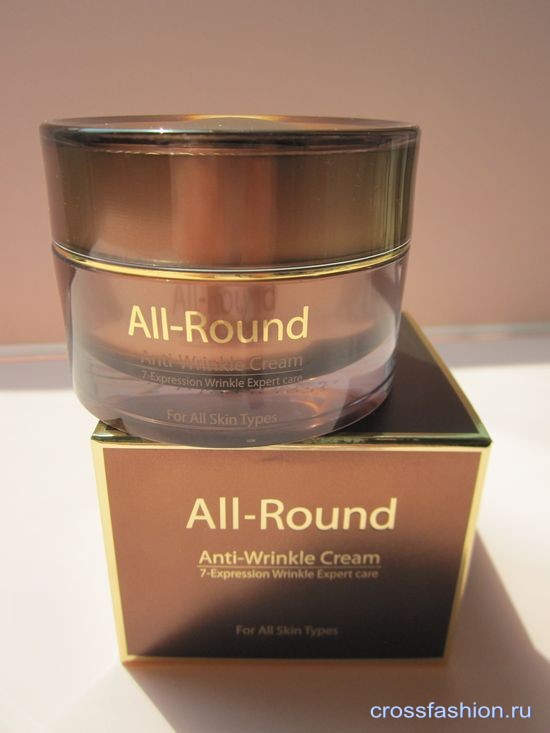 All-Round
Anti-Wrinkle Cream
7-Expression Wrinkle Expert care
For All Skin Types
All-Round
Anti-Wrinkle Cream
7-Expression Wrinkle Expert care
For All Skin Types
crossfashion.ru